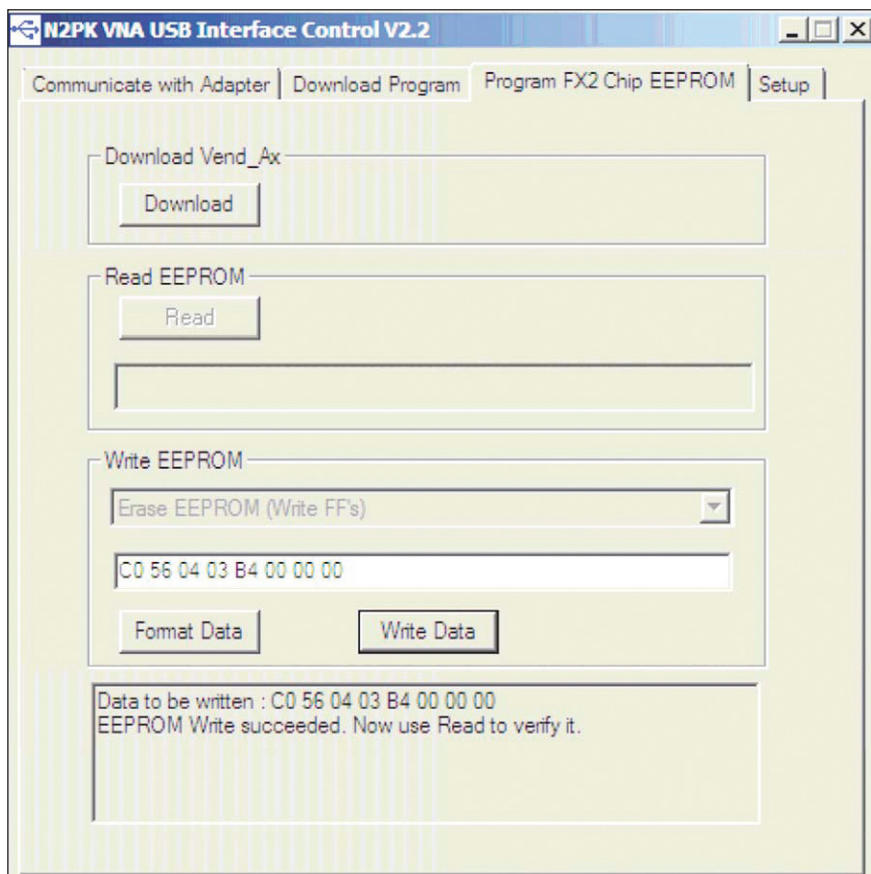 N2PK VNA USB Interface Control V2.2
Communicate with Adapter Download Program Program FX2 Chip EEPROM Setup
Download Vend_Ax
Download
Read EEPROM
Read
Write EEPROM
Erase EEPROM (Write FF's)
C0 56 04 03 B4 00 00 00
Format Data Write Data
Data to be written : C0 56 04 03 B4 00 00 00
EEPROM Write succeeded. Now use Read to verify it.